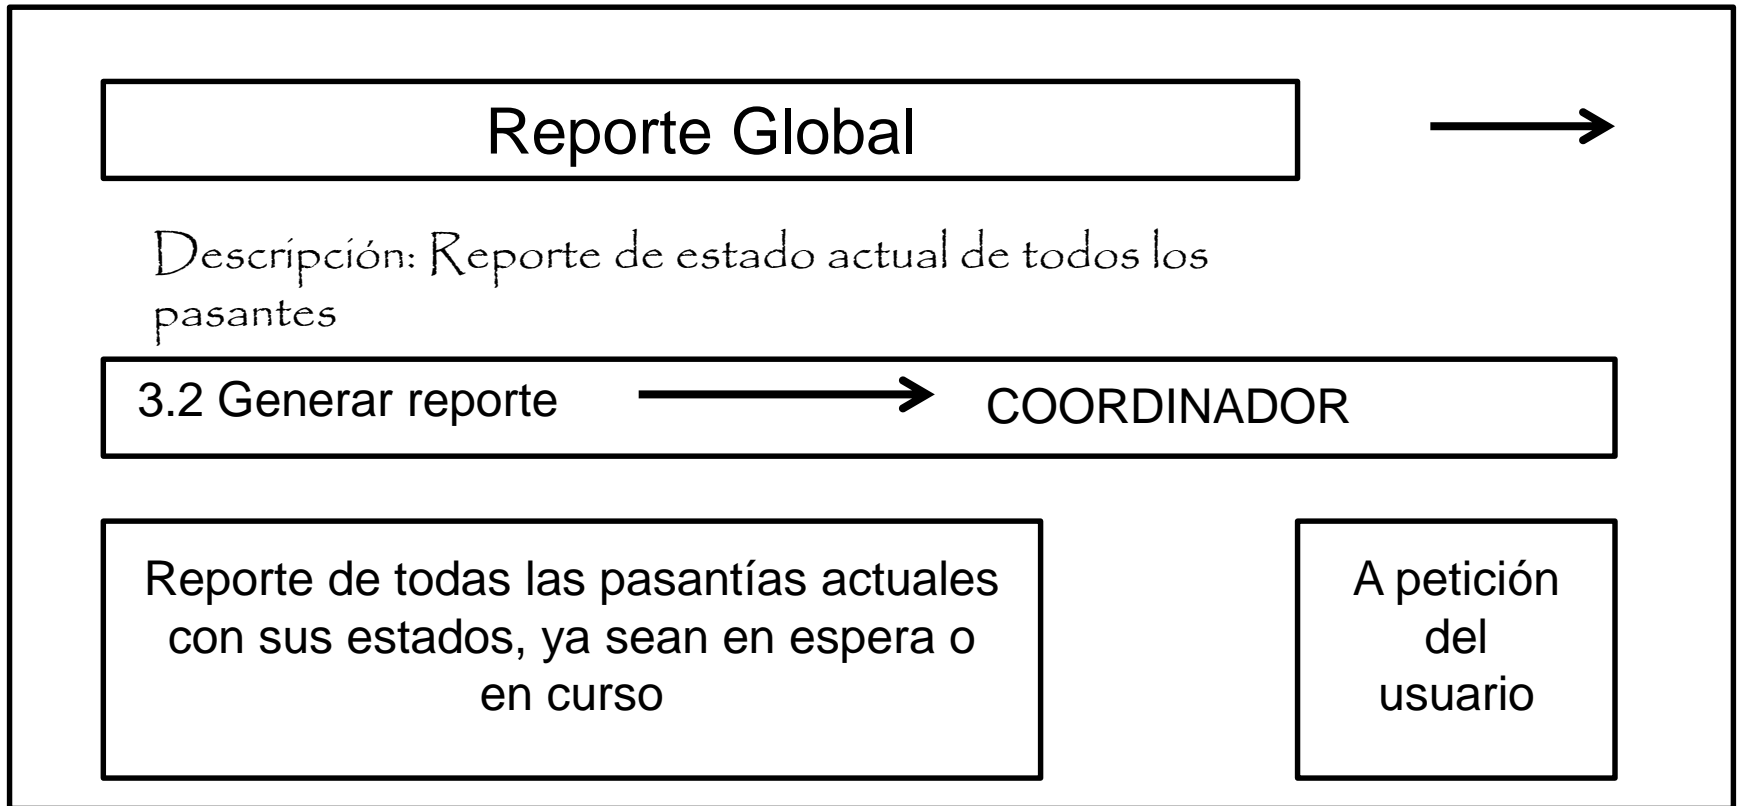 Reporte Global
Descripción: Reporte de estado actual de todos los
pasantes
3.2 Generar reporte
COORDINADOR
Reporte de todas las pasantías actuales
con sus estados, ya sean en espera o
en curso
A petición
del
usuario